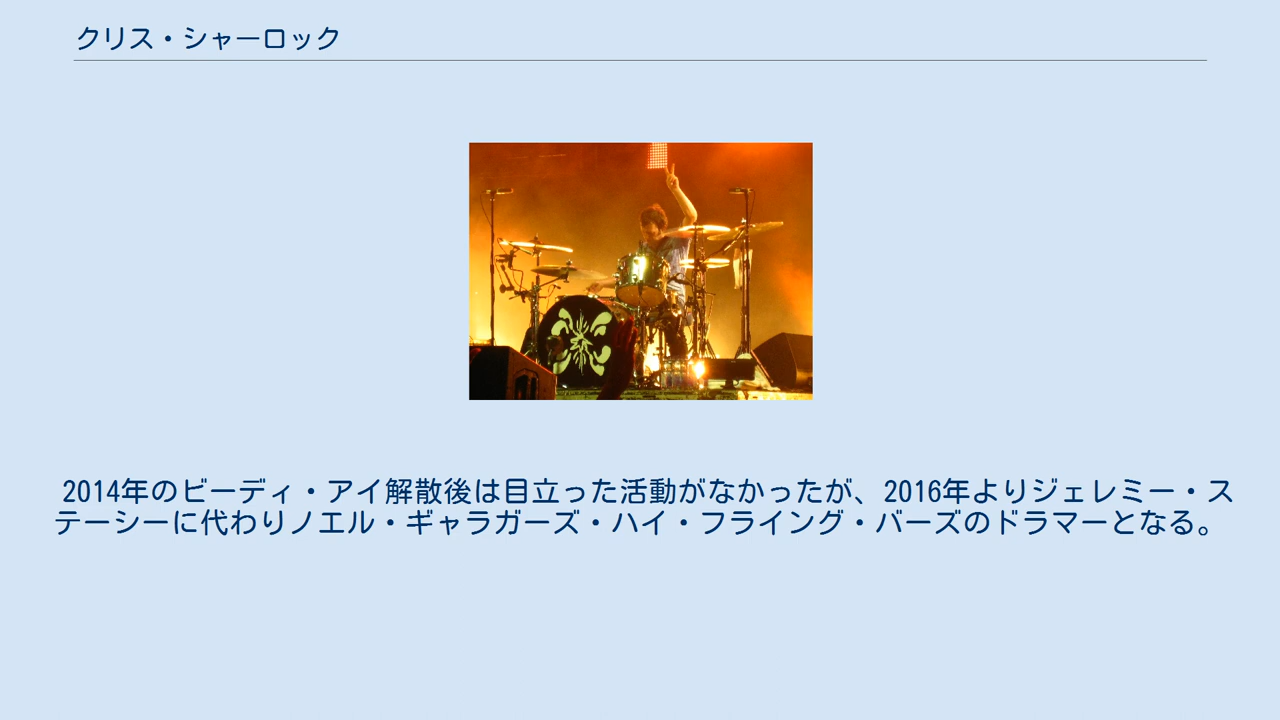 クリス・シャーロック
2014年のビーディ・アイ解散後は目立った活動がなかったが、2016年よりジェレミー・ス
テーシーに代わりノエル・ギャラガーズ・ハイ・フライング・バーズのドラマーとなる。